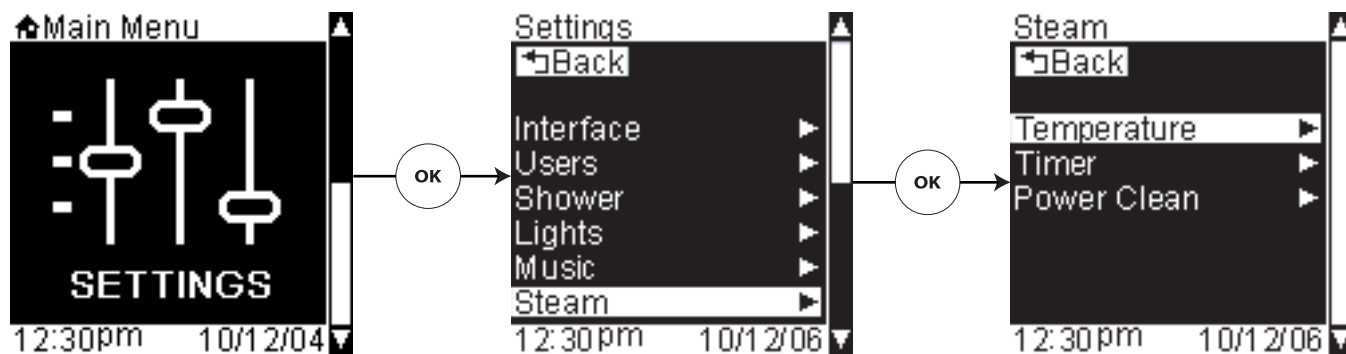 Main Menu
SETTINGS
12:30pm 10/12/04
OK
Settings
Back
Interface
Users
Shower
Lights
Music
Steam
12:30pm 10/12/06
OK
Steam
Back
Temperature
Timer
Power Clean
12:30pm 10/12/06